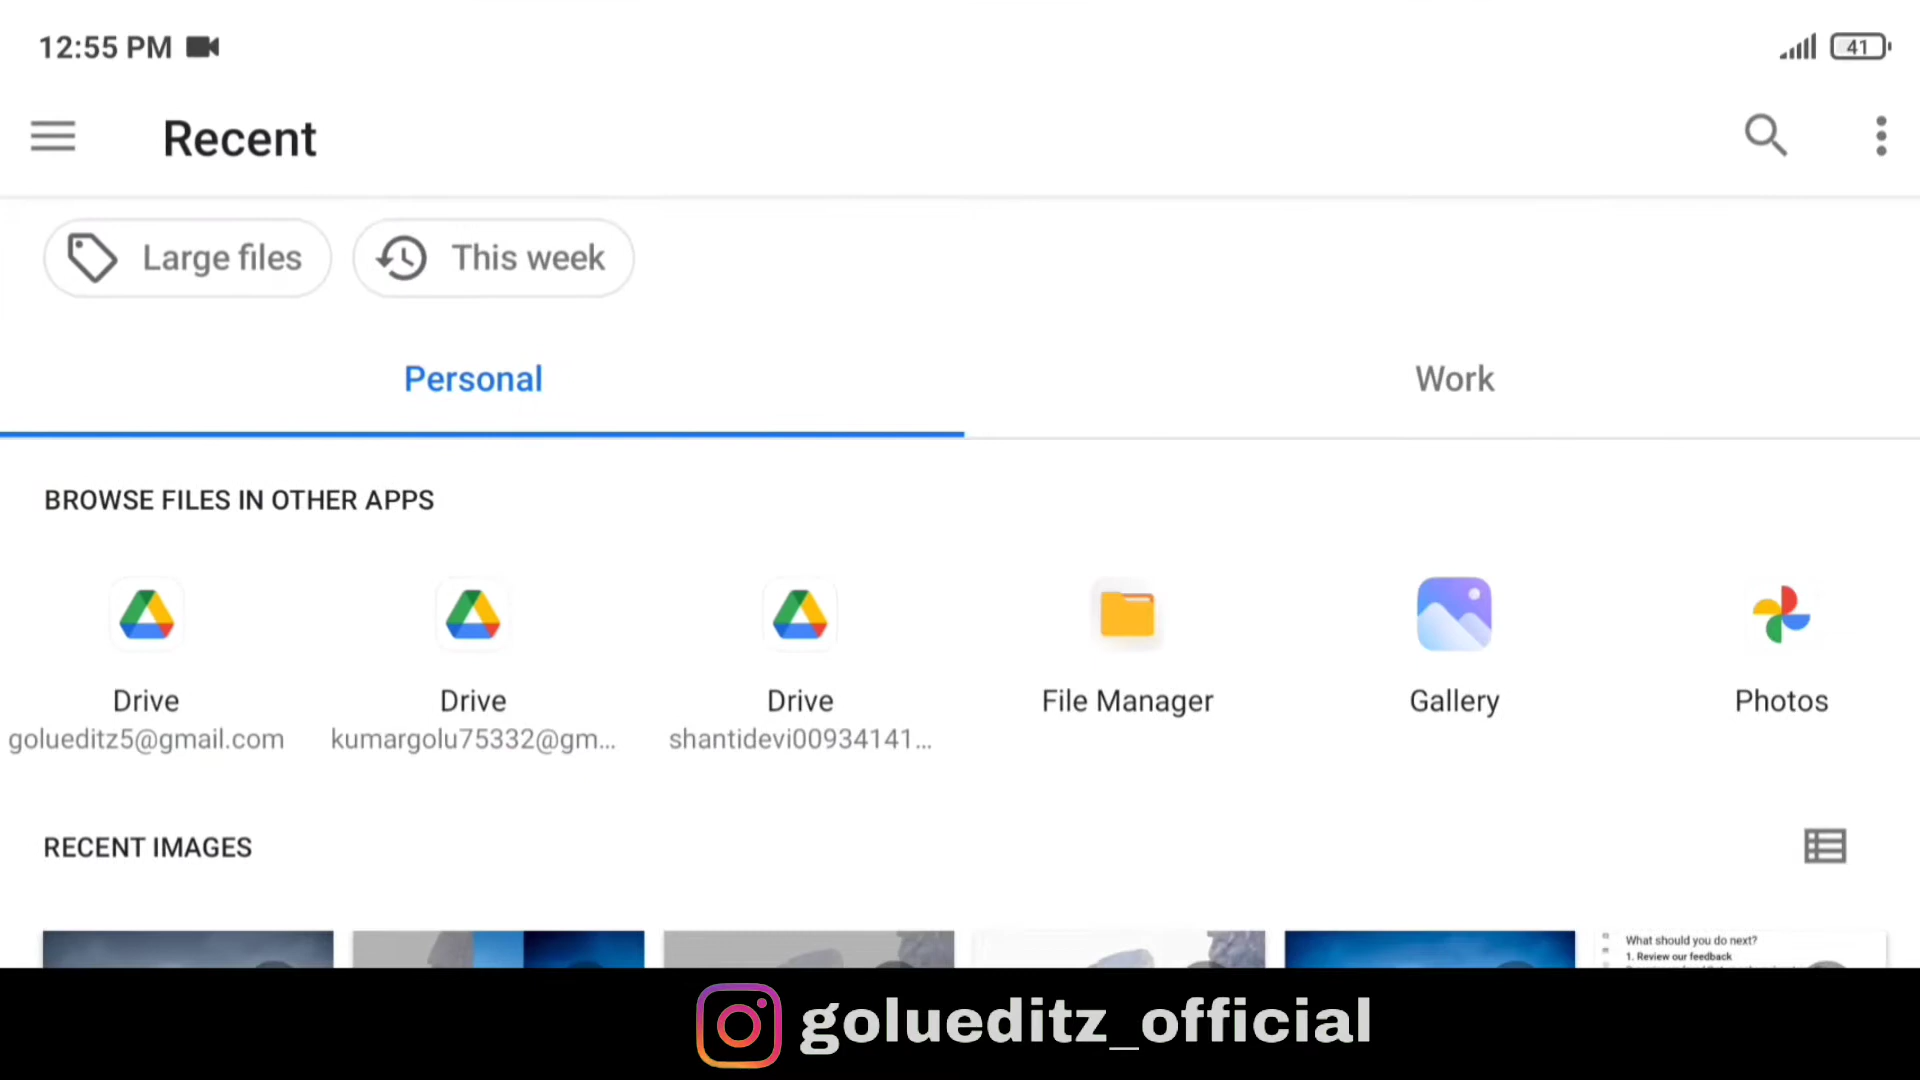 12:55 PM
41
Recent
Large files
This week
Personal
Work
BROWSE FILES IN OTHER APPS
Drive
golueditz5@gmail.com
Drive
kumargolu75332@gm...
Drive
shantidevi00934141...
File Manager
Gallery
Photos
RECENT IMAGES
What should you do next?
1. Review our feedback
golueditz_official